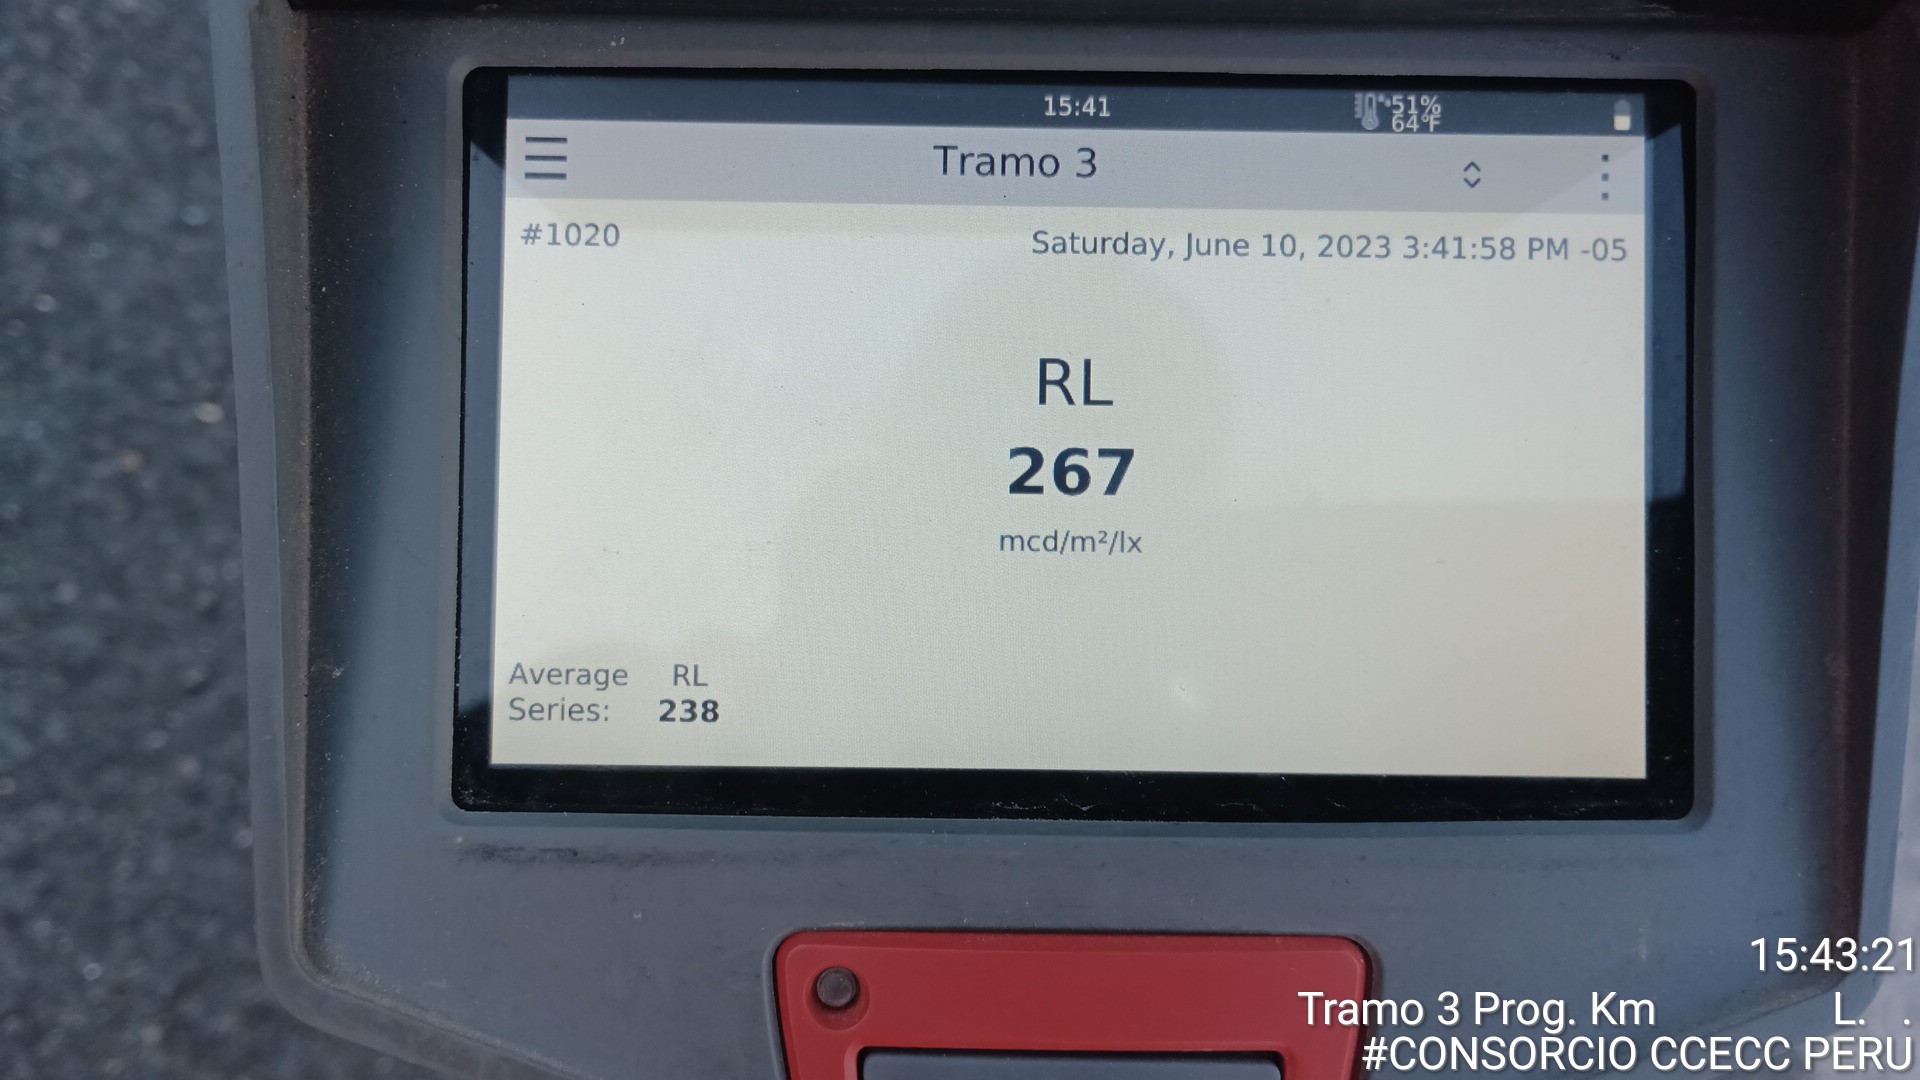 15:41
51%
64°F
Tramo 3
#1020
Saturday, June 10, 2023 3:41:58 PM -05
RL
267
mcd/m²/lx
Average RL
Series: 238
15:43:21
Tramo 3 Prog. Km L. .
#CONSORCIO CCECC PERU